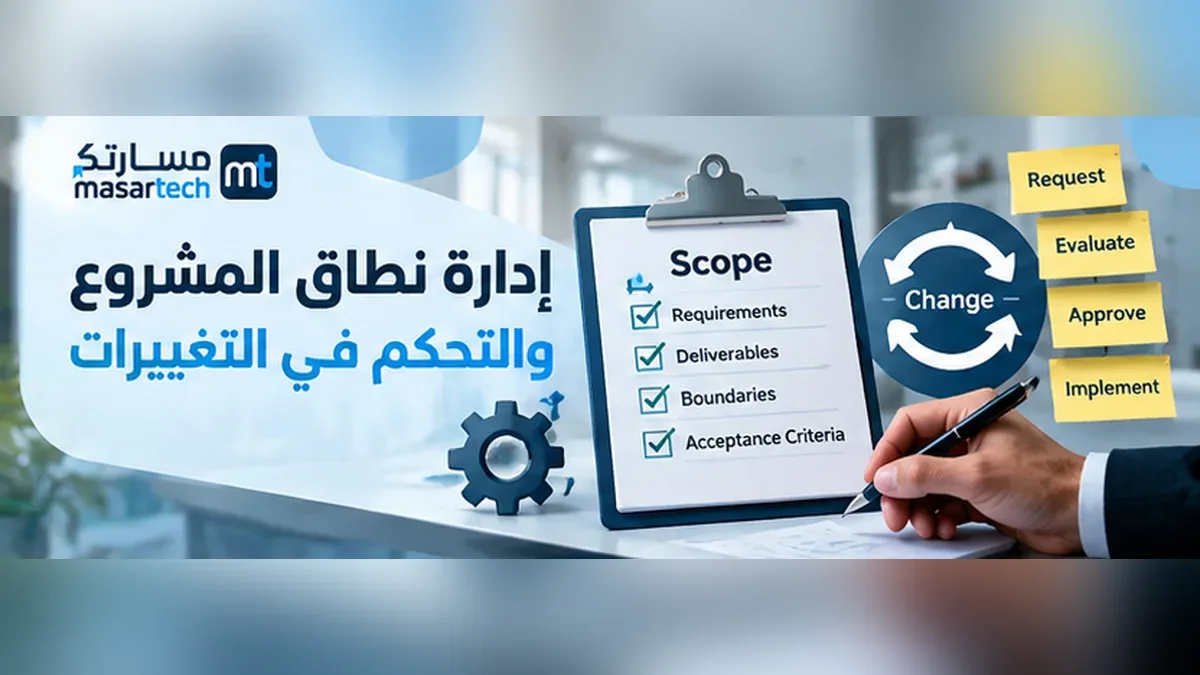 مسارتك
masartech
mt
إدارة نطاق المشروع
والتحكم في التغييرات
Scope
Requirements
Deliverables
Boundaries
Acceptance Criteria
Change
Request
Evaluate
Approve
Implement